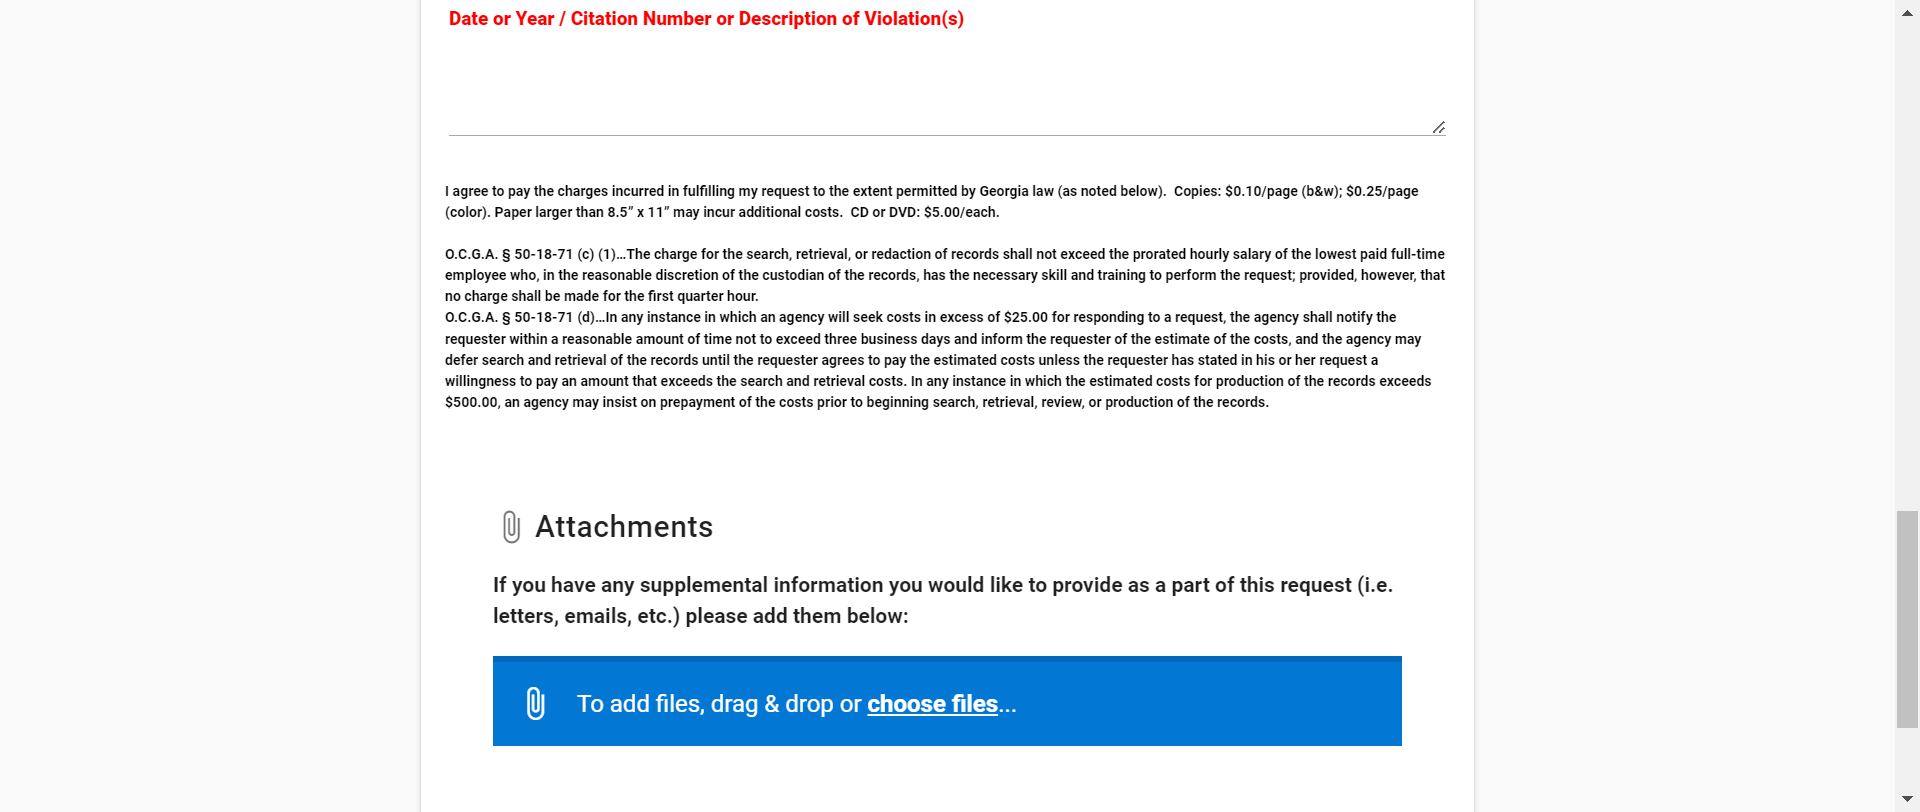 Date or Year / Citation Number or Description of Violation(s)
I agree to pay the charges incurred in fulfilling my request to the extent permitted by Georgia law (as noted below).  Copies: $0.10/page (b&w); $0.25/page
(color). Paper larger than 8.5” x 11” may incur additional costs.  CD or DVD: $5.00/each.
O.C.G.A. § 50-18-71 (c) (1)...The charge for the search, retrieval, or redaction of records shall not exceed the prorated hourly salary of the lowest paid full-time
employee who, in the reasonable discretion of the custodian of the records, has the necessary skill and training to perform the request; provided, however, that
no charge shall be made for the first quarter hour.
O.C.G.A. § 50-18-71 (d)...In any instance in which an agency will seek costs in excess of $25.00 for responding to a request, the agency shall notify the
requester within a reasonable amount of time not to exceed three business days and inform the requester of the estimate of the costs, and the agency may
defer search and retrieval of the records until the requester agrees to pay the estimated costs unless the requester has stated in his or her request a
willingness to pay an amount that exceeds the search and retrieval costs. In any instance in which the estimated costs for production of the records exceeds
$500.00, an agency may insist on prepayment of the costs prior to beginning search, retrieval, review, or production of the records.
Attachments
If you have any supplemental information you would like to provide as a part of this request (i.e.
letters, emails, etc.) please add them below:
To add files, drag & drop or choose files...